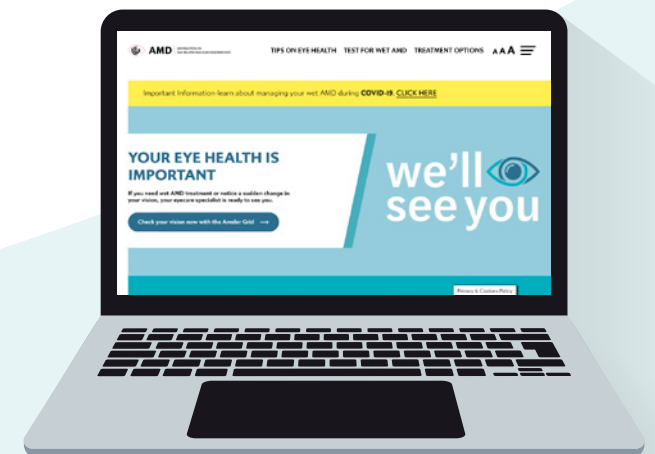 AMD
TIPS ON EYE HEALTH TEST FOR WET AMD TREATMENT OPTIONS AAA
Important Information-learn about managing your wet AMD during COVID-19. CLICK HERE
YOUR EYE HEALTH IS
IMPORTANT
If you need wet AMD treatment or notice a sudden change in
your vision, your eyecare specialist is ready to see you.
Check your vision now with the Amsler Grid →
we'll
see you
Privacy & Cookies Policy